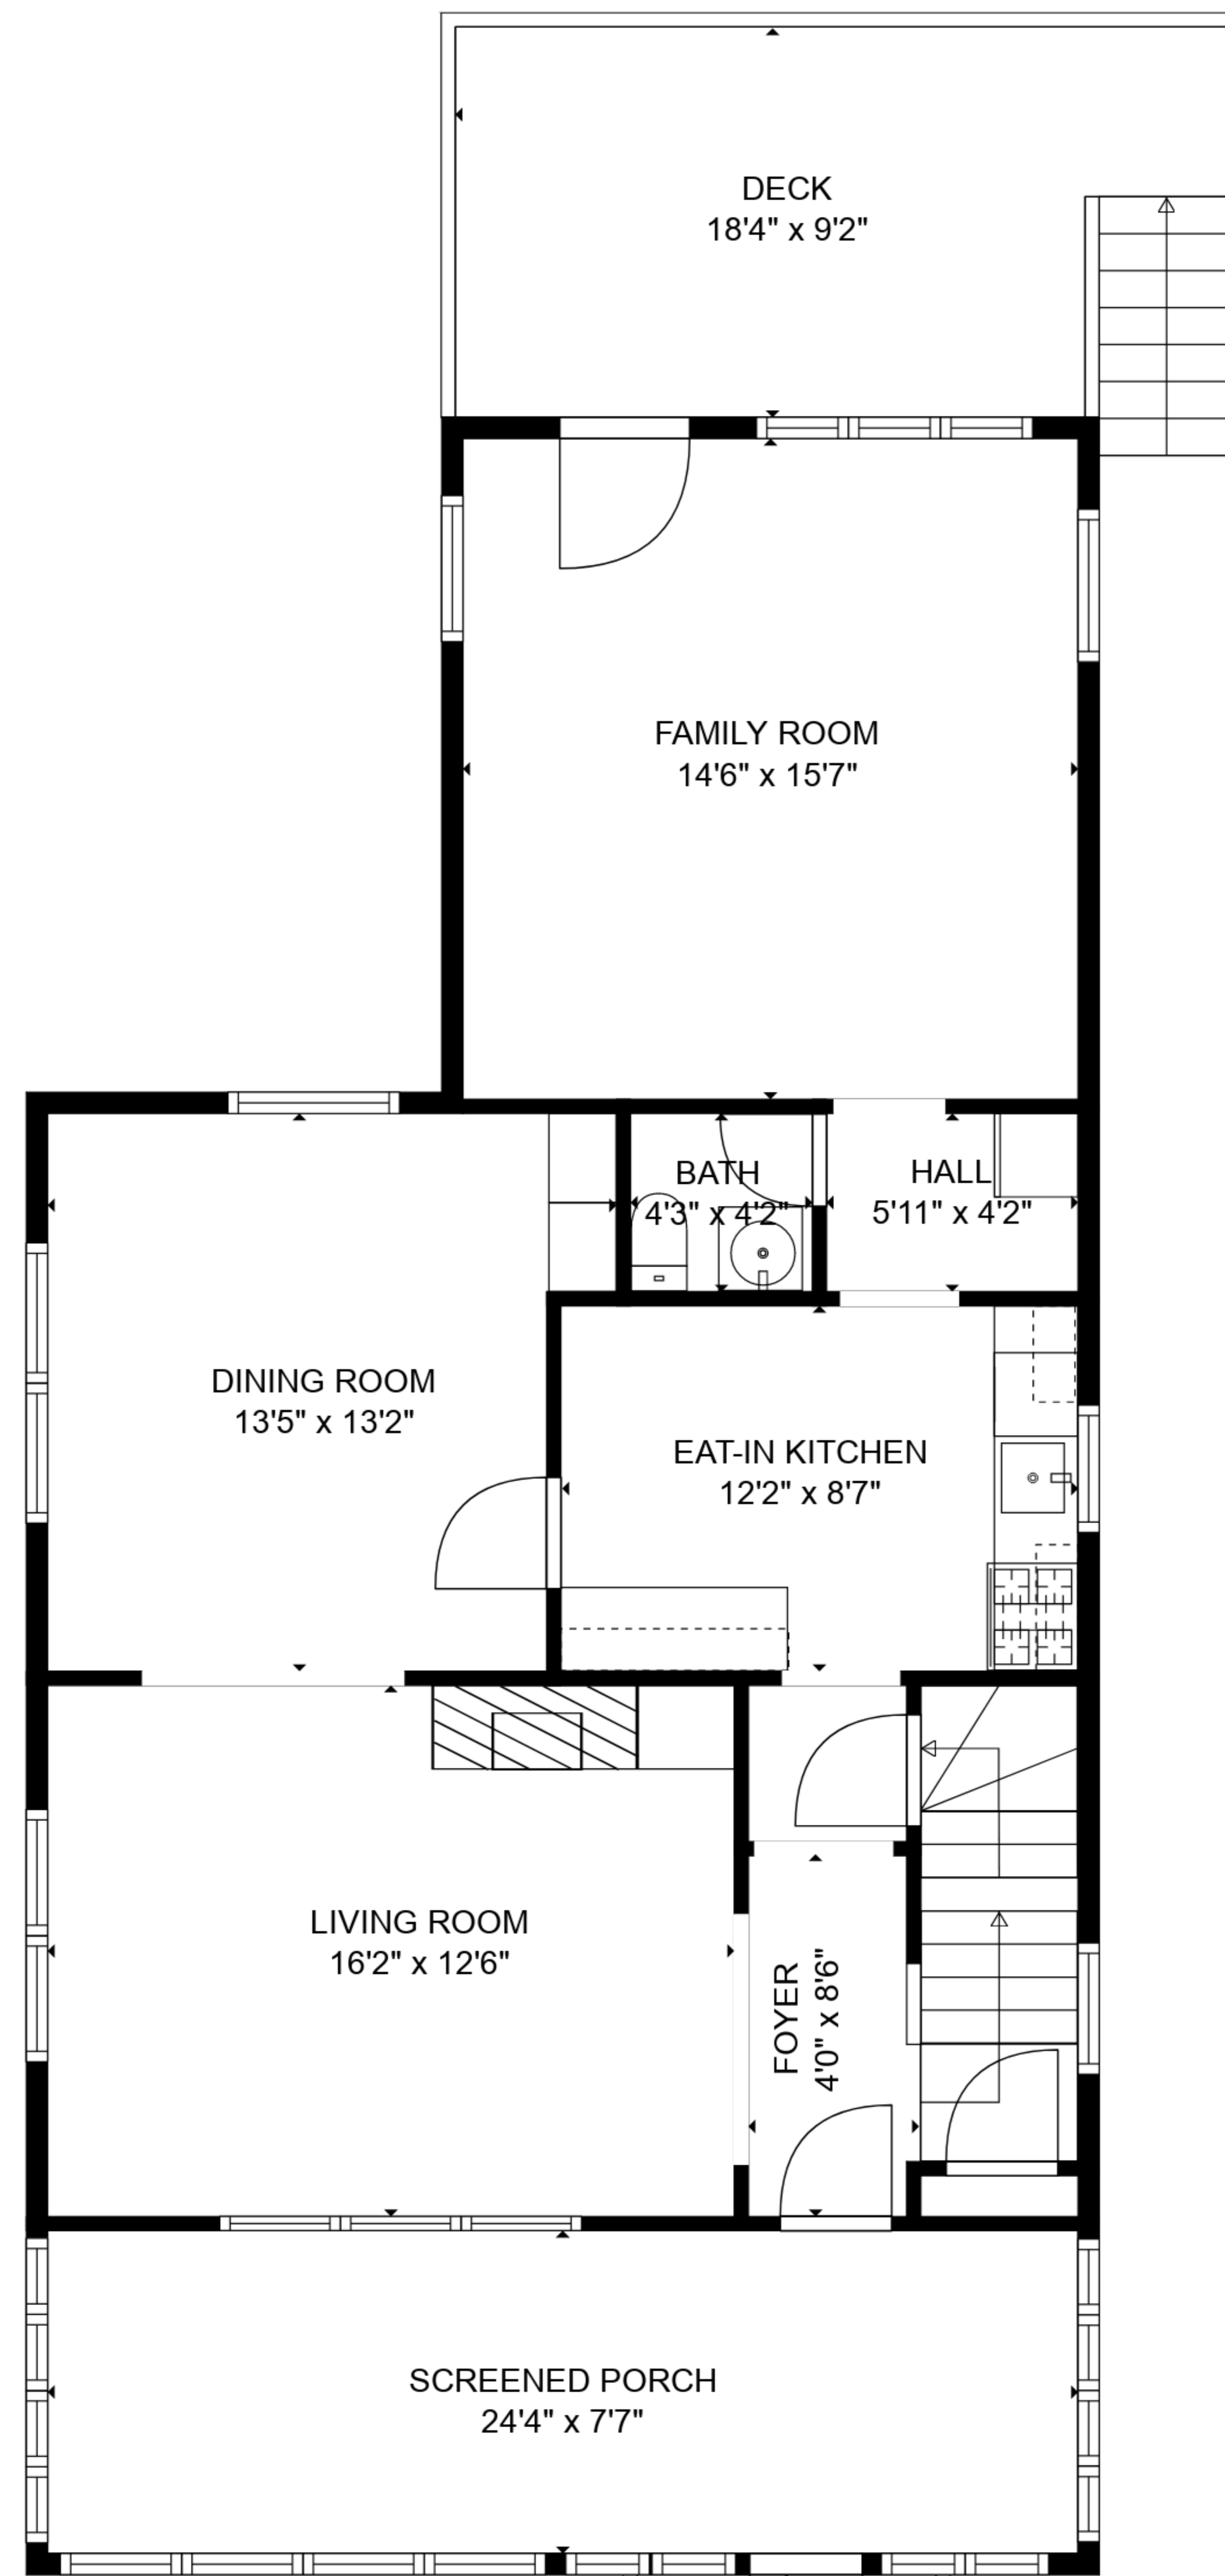 DECK
18'4" x 9'2"
FAMILY ROOM
14'6" x 15'7"
BATH
4'3" x 4'2"
HALL
5'11" x 4'2"
DINING ROOM
13'5" x 13'2"
EAT-IN KITCHEN
12'2" x 8'7"
LIVING ROOM
16'2" x 12'6"
FOYER
4'0" x 8'6"
SCREENED PORCH
24'4" x 7'7"